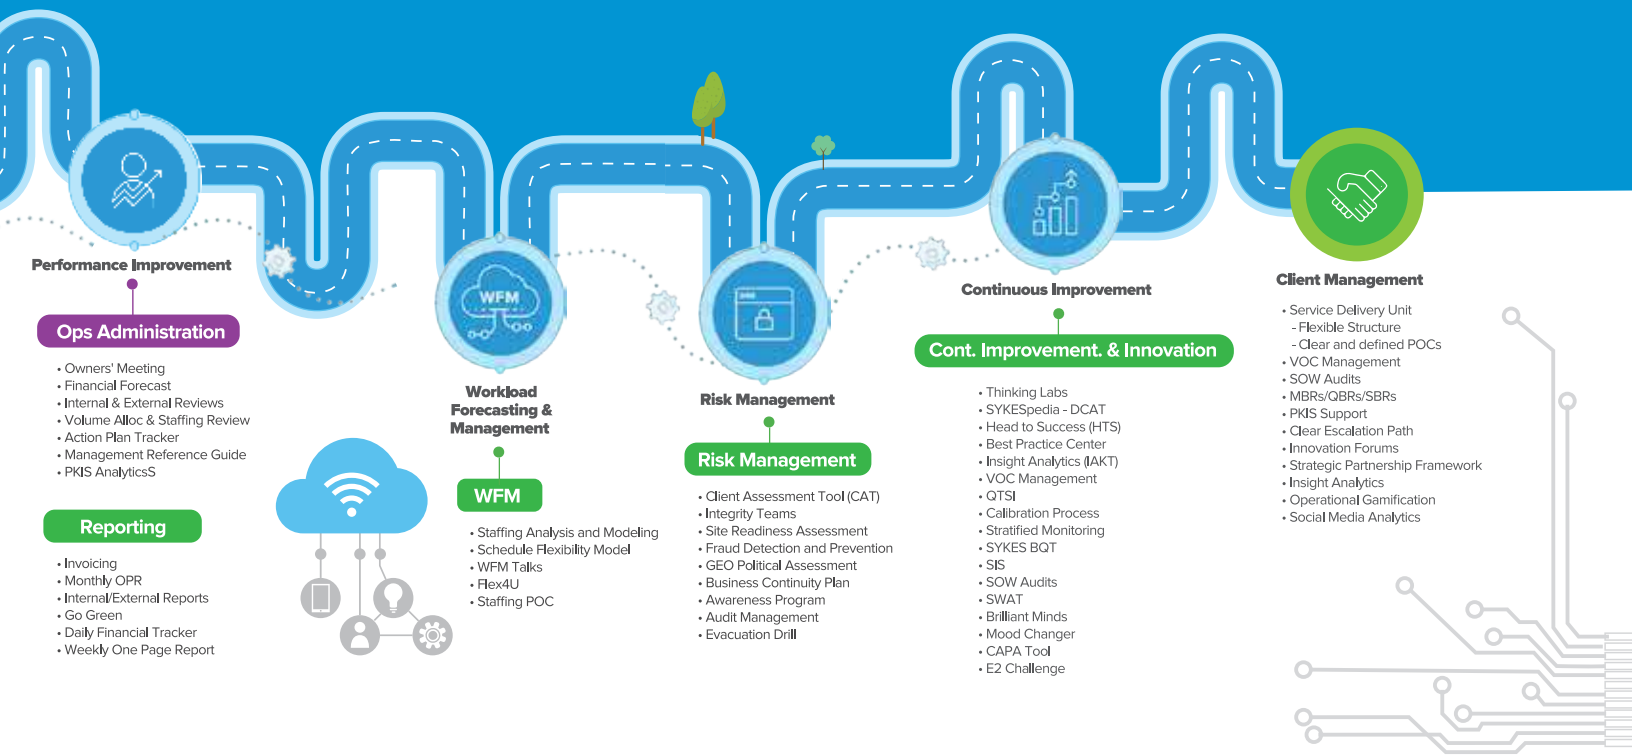 Performance Improvement
Ops Administration
• Owners' Meeting
• Financial Forecast
• Internal & External Reviews
• Volume Alloc & Staffing Review
• Action Plan Tracker
• Management Reference Guide
• PKIS AnalyticsS
Reporting
• Invoicing
• Monthly OPR
• Internal/External Reports
• Go Green
• Daily Financial Tracker
• Weekly One Page Report
WFM
Workload
Forecasting &
Management
WFM
• Staffing Analysis and Modeling
• Schedule Flexibility Model
• WFM Talks
• Flex4U
• Staffing POC
Risk Management
Risk Management
• Client Assessment Tool (CAT)
• Integrity Teams
• Site Readiness Assessment
• Fraud Detection and Prevention
• GEO Political Assessment
• Business Continuity Plan
• Awareness Program
• Audit Management
• Evacuation Drill
Continuous Improvement
Cont. Improvement. & Innovation
• Thinking Labs
• SYKESpedia - DCAT
• Head to Success (HTS)
• Best Practice Center
• Insight Analytics (IAKT)
• VOC Management
• QTSI
• Calibration Process
• Stratified Monitoring
• SYKES BQT
• SIS
• SOW Audits
• SWAT
• Brilliant Minds
• Mood Changer
• CAPA Tool
• E2 Challenge
Client Management
• Service Delivery Unit
- Flexible Structure
- Clear and defined POCs
• VOC Management
• SOW Audits
• MBRs/QBRs/SBRs
• PKIS Support
• Clear Escalation Path
• Innovation Forums
• Strategic Partnership Framework
• Insight Analytics
• Operational Gamification
• Social Media Analytics